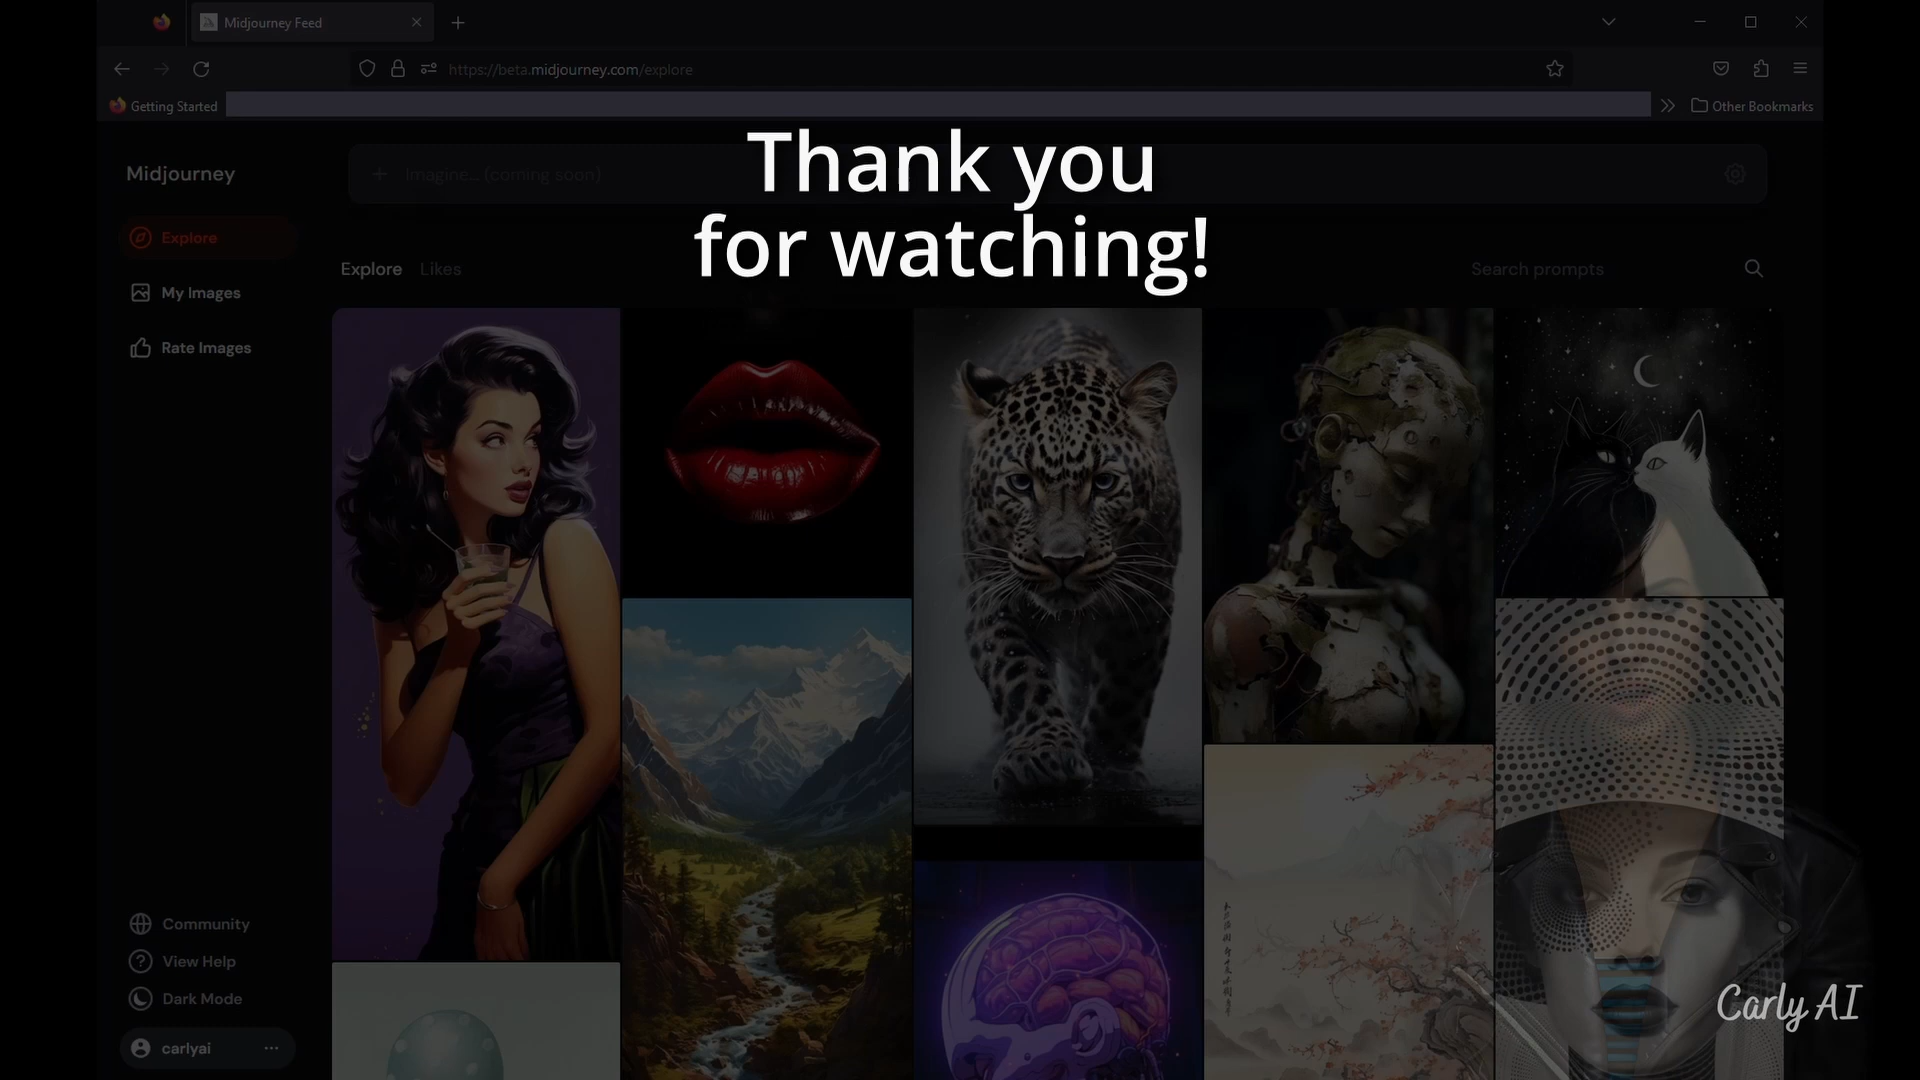 Midjourney Feed
https://beta.midjourney.com/explore
Getting Started
Other Bookmarks
Thank you
for watching!
Midjourney
Imagine... (coming soon)
Explore
My Images
Rate Images
Explore
Likes
Search prompts
Community
View Help
Dark Mode
carlyai
Carly AI